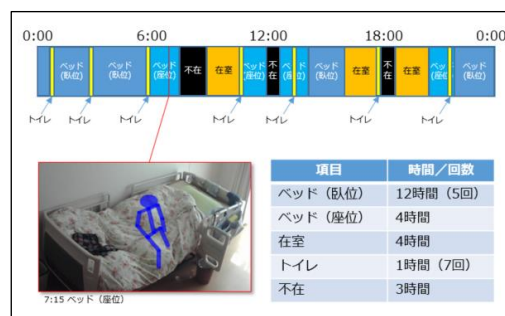 0:00 6:00 12:00 18:00 0:00
ベッド
(臥位)
ベッド
(臥位)
ベッド
(座位)
不在
在室
ベッド
(座位)
不在
ベッド
(座位)
ベッド
(臥位)
在室
不在
在室
ベッド
(座位)
ベッド
(臥位)
トイレ トイレ トイレ トイレ トイレ トイレ トイレ
項目 時間／回数
ベッド（臥位） 12時間（5回）
ベッド（座位） 4時間
在室 4時間
トイレ 1時間（7回）
不在 3時間
7:15 ベッド（座位）